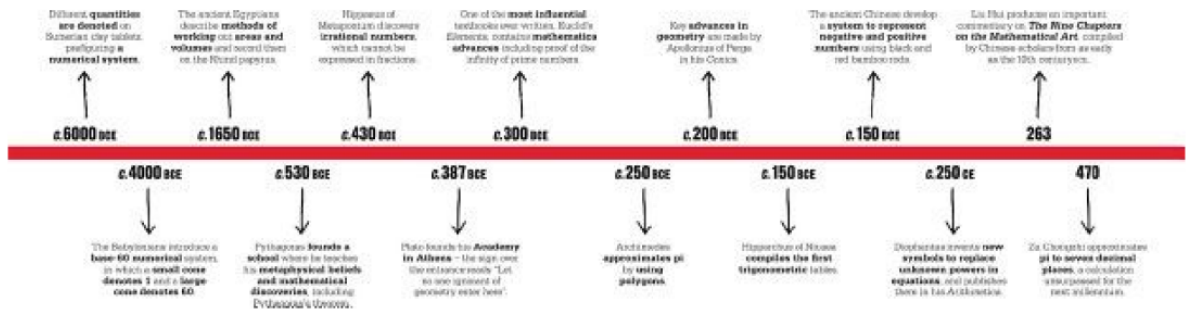 Different quantities
are denoted on
Sumerian clay tablets,
prefiguring a
numerical system.
c.6000 BCE
The Babylonians introduce a
base-60 numerical system,
in which a small cone
denotes 1 and a large
cone denotes 60.
c.4000 BCE
The ancient Egyptians
describe methods of
working out areas and
volumes and record them
on the Rhind papyrus.
c.1650 BCE
Pythagoras founds a
school where he teaches
his metaphysical beliefs
and mathematical
discoveries, including
Pythagoras's theorem.
c.530 BCE
Hippasus of
Metapontum discovers
irrational numbers,
which cannot be
expressed in fractions.
c.430 BCE
Plato founds his Academy
in Athens – the sign over
the entrance reads "Let
no one ignorant of
geometry enter here".
c.387 BCE
One of the most influential
textbooks ever written, Euclid's
Elements, contains mathematics
advances including proof of the
infinity of prime numbers.
c.300 BCE
Archimedes
approximates pi
by using
polygons.
c.250 BCE
Key advances in
geometry are made by
Apollonius of Perga
in his Conics.
c.200 BCE
Hipparchus of Nicaea
compiles the first
trigonometric tables.
c.150 BCE
The ancient Chinese develop
a system to represent
negative and positive
numbers using black and
red bamboo rods.
c.150 BCE
Diophantus invents new
symbols to replace
unknown powers in
equations, and publishes
them in his Arithmetica.
c.250 CE
Liu Hui produces an important
commentary on The Nine Chapters
on the Mathematical Art, compiled
by Chinese scholars from as early
as the 10th century BCE.
263
Zu Chongzhi approximates
pi to seven decimal
places, a calculation
unsurpassed for the
next millennium.
470